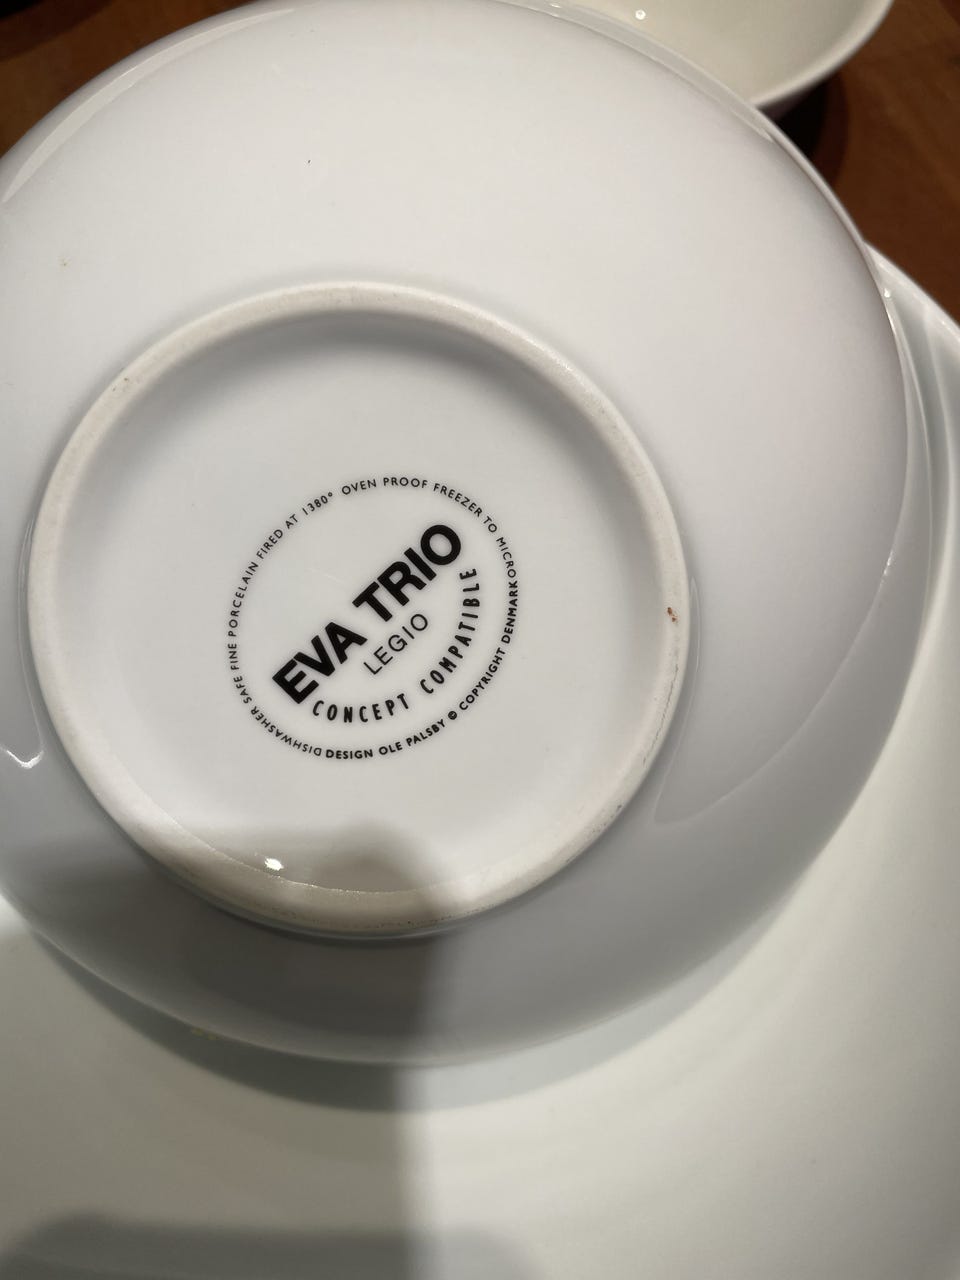 EVA TRIO
LEGIO
CONCEPT COMPATIBLE
DISHWASHER SAFE FINE PORCELAIN FIRED AT 1380° OVEN PROOF FREEZER TO MICRO
DESIGN OLE PALSBY © COPYRIGHT DENMARK